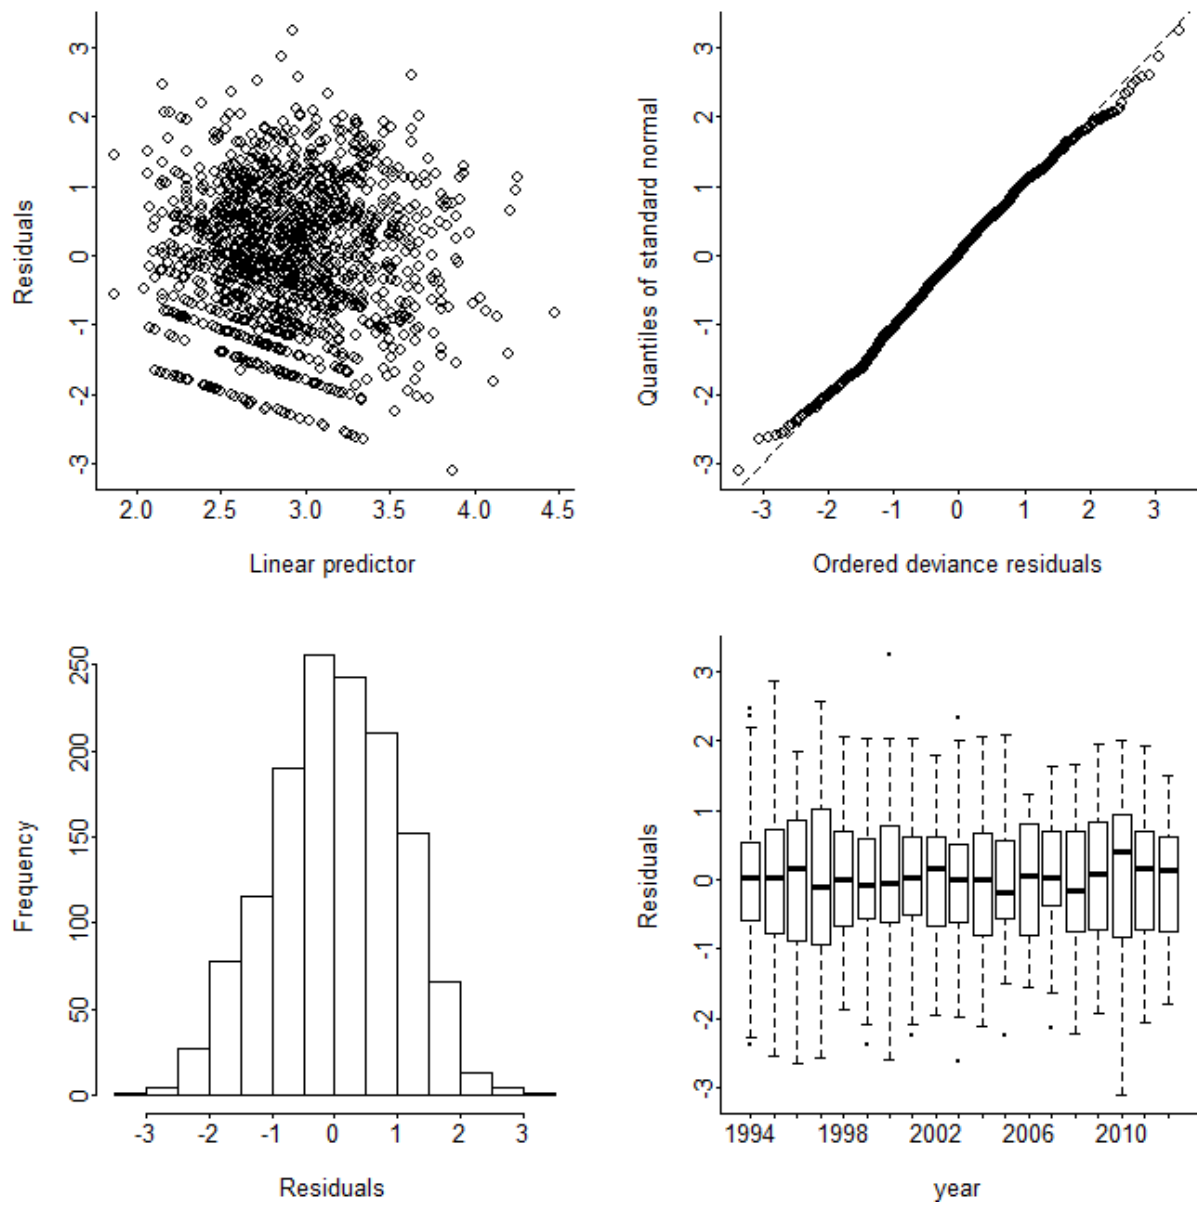 3
2
1
0
-1
-2
-3
Residuals
2.0 2.5 3.0 3.5 4.0 4.5
Linear predictor
3
2
1
0
-1
-2
-3
Quantiles of standard normal
-3 -2 -1 0 1 2 3
Ordered deviance residuals
250
200
150
100
50
0
Frequency
-3 -2 -1 0 1 2 3
Residuals
3
2
1
0
-1
-2
-3
Residuals
1994 1998 2002 2006 2010
year